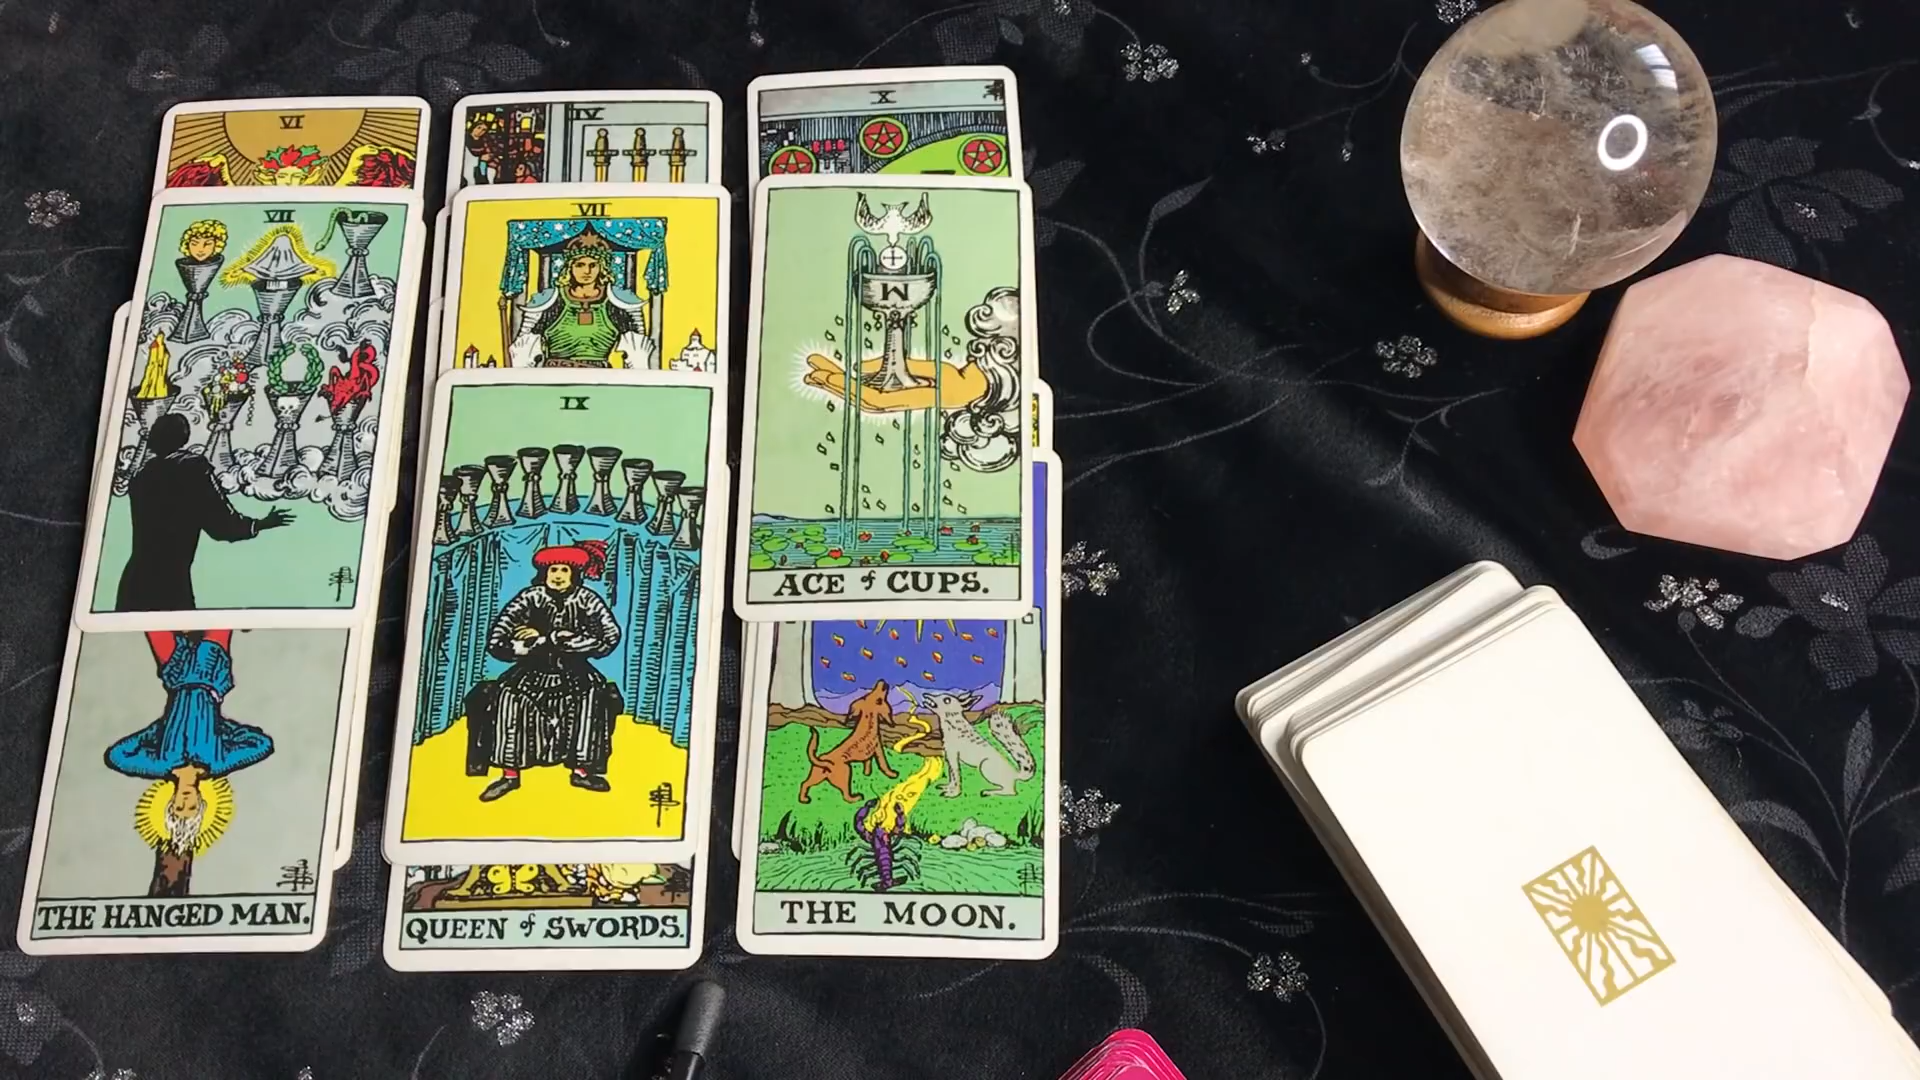 VI
VII
THE HANGED MAN.
IV
VII
IX
QUEEN of SWORDS.
X
W
ACE of CUPS.
THE MOON.